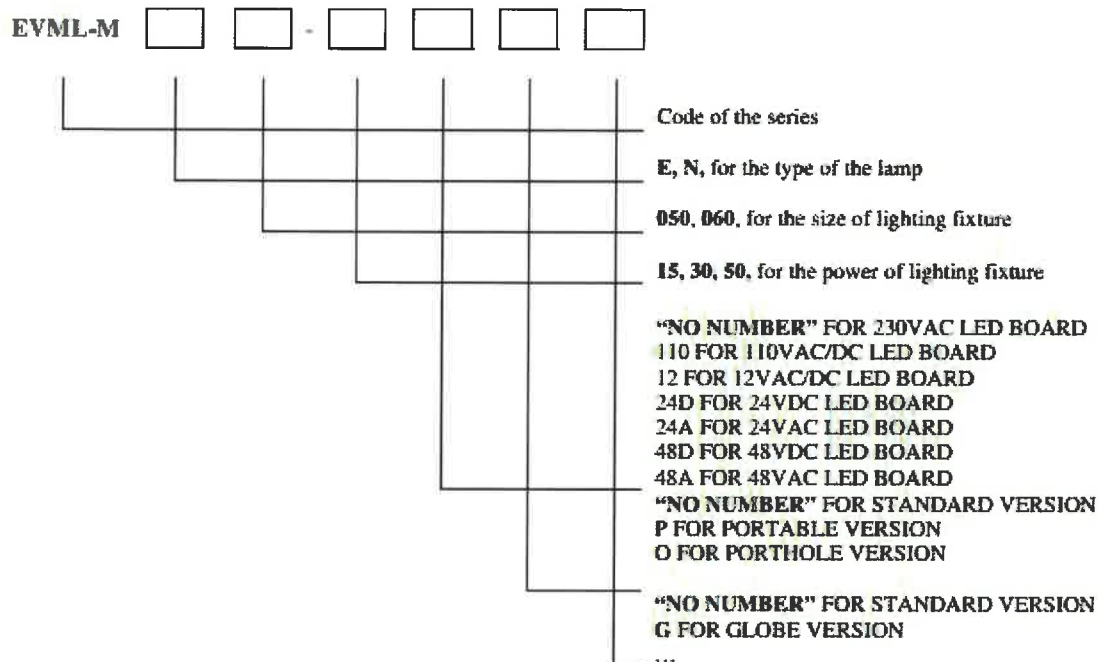 EVML-M -
Code of the series
E, N, for the type of the lamp
050, 060, for the size of lighting fixture
15, 30, 50, for the power of lighting fixture
“NO NUMBER” FOR 230VAC LED BOARD
110 FOR 110VAC/DC LED BOARD
12 FOR 12VAC/DC LED BOARD
24D FOR 24VDC LED BOARD
24A FOR 24VAC LED BOARD
48D FOR 48VDC LED BOARD
48A FOR 48VAC LED BOARD
“NO NUMBER” FOR STANDARD VERSION
P FOR PORTABLE VERSION
O FOR PORTHOLE VERSION
“NO NUMBER” FOR STANDARD VERSION
G FOR GLOBE VERSION